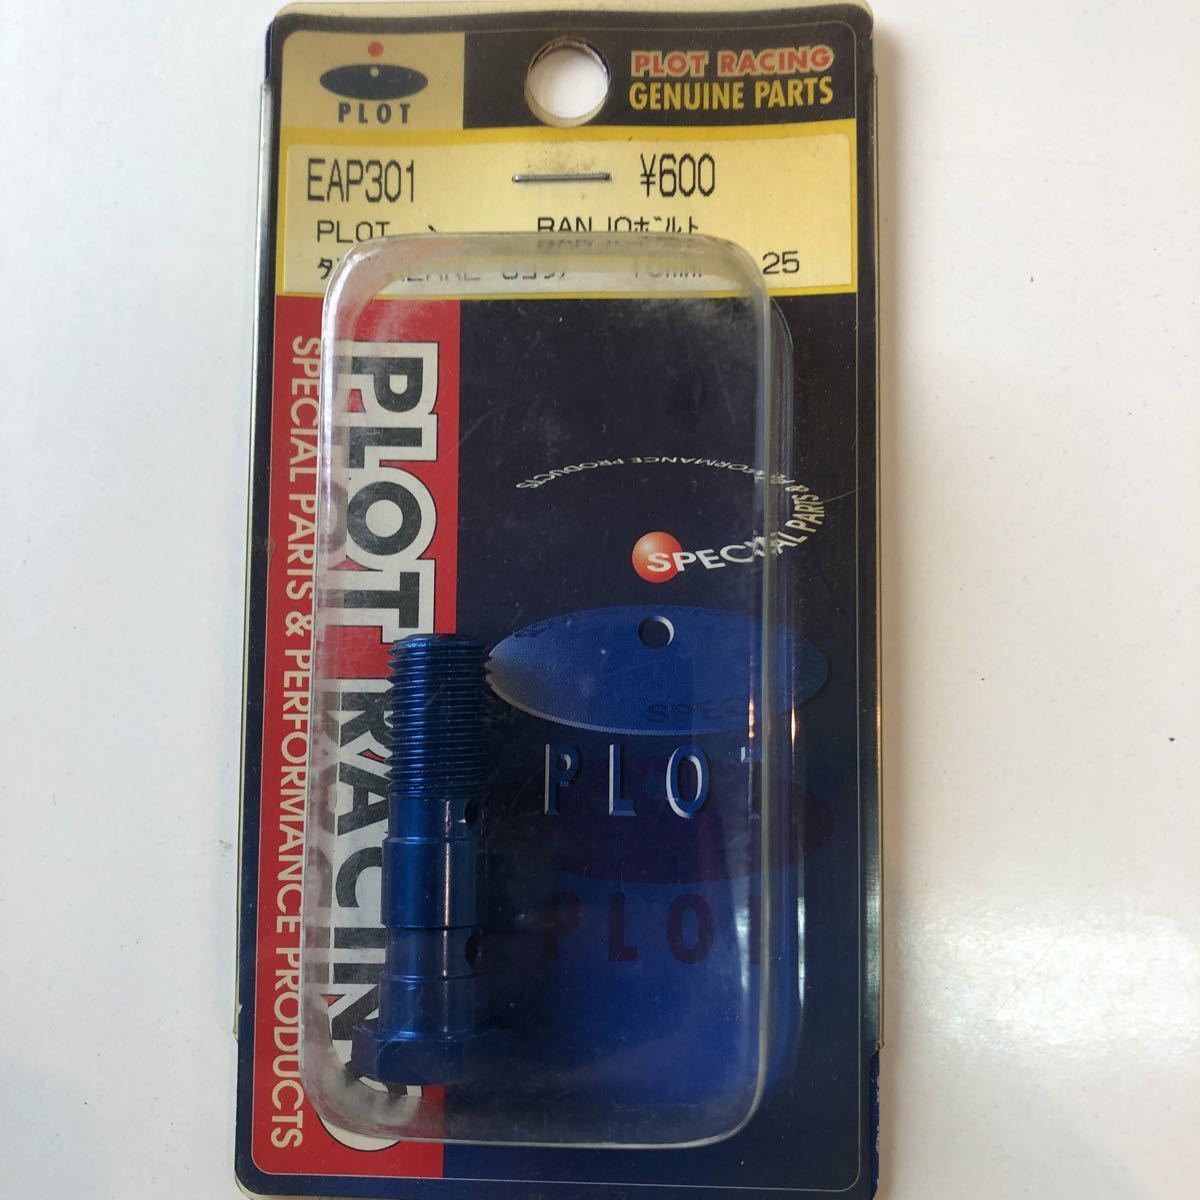 PLOT
PLOT RACING
GENUINE PARTS
EAP301
¥600
PLOT
BANJOボルト
25
PLOT RACING
SPECIAL PARTS & PERFORMANCE PRODUCTS
SPECIAL PARTS & PERFORMANCE PRODUCTS
PLOT
PLOT